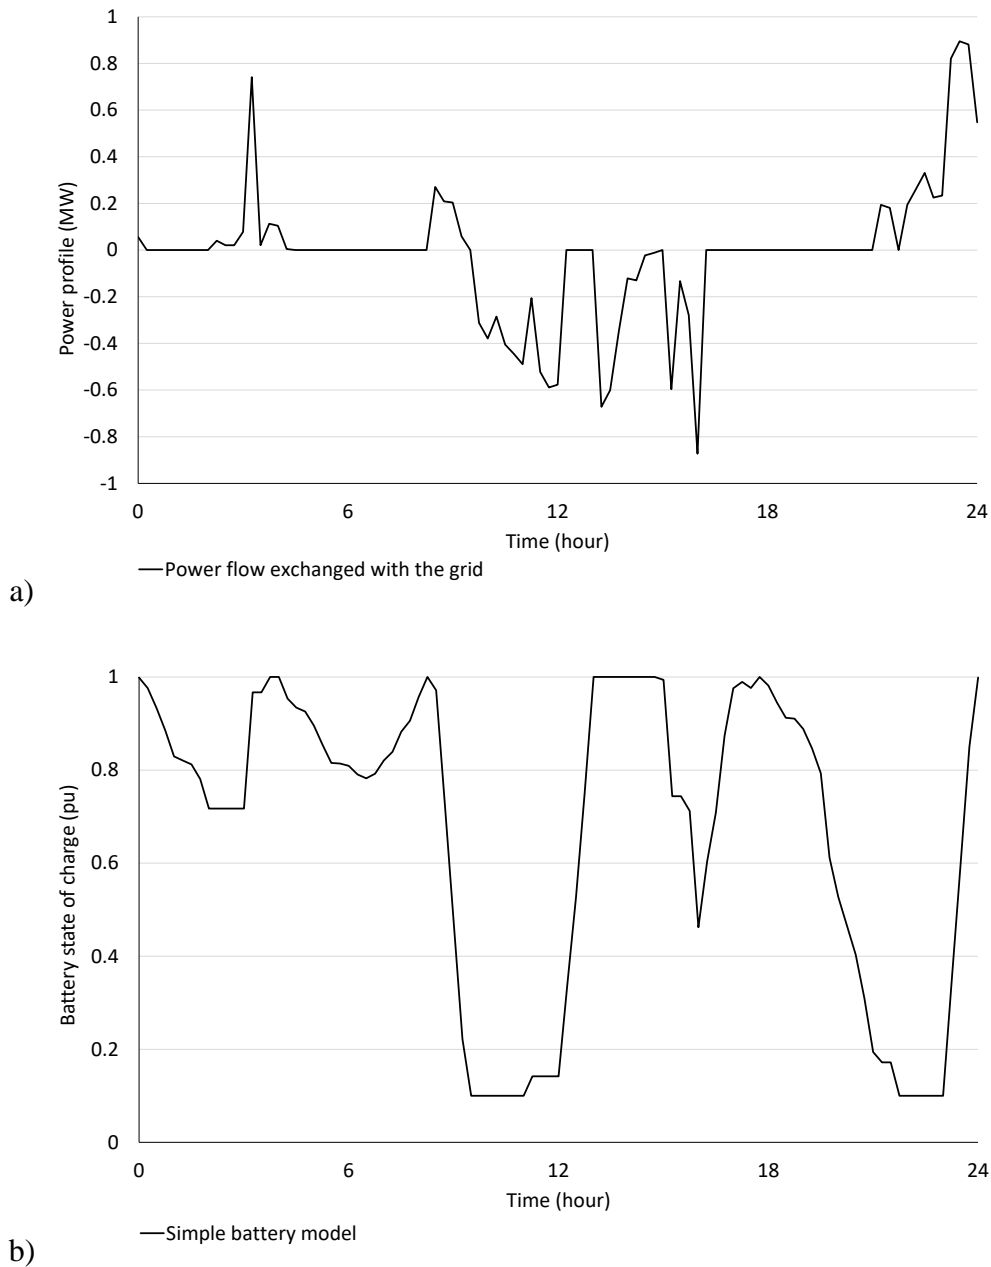 1
0.8
0.6
0.4
0.2
0
-0.2
-0.4
-0.6
-0.8
-1
Power profile (MW)
0 6 12 18 24
Time (hour)
Power flow exchanged with the grid
a)
1
0.8
0.6
0.4
0.2
0
Battery state of charge (pu)
0 6 12 18 24
Time (hour)
Simple battery model
b)